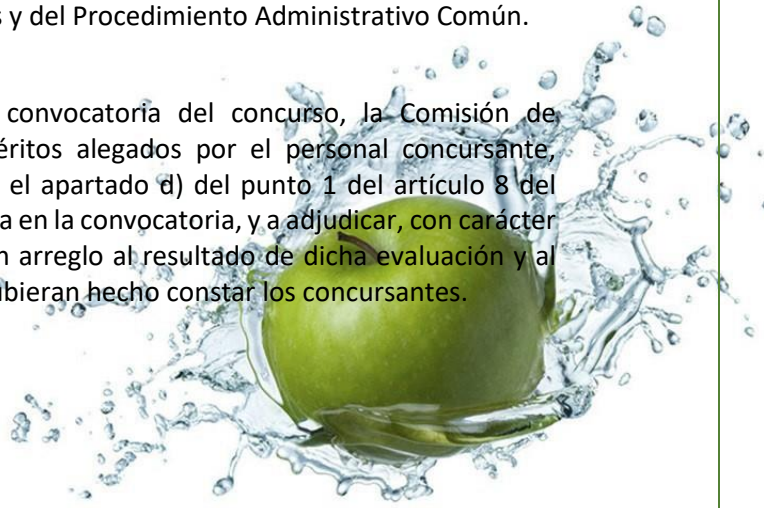 s y del Procedimiento Administrativo Común.
convocatoria del concurso, la Comisión de
éritos alegados por el personal concursante,
el apartado d) del punto 1 del artículo 8 del
a en la convocatoria, y a adjudicar, con carácter
n arreglo al resultado de dicha evaluación y al
ubieran hecho constar los concursantes.